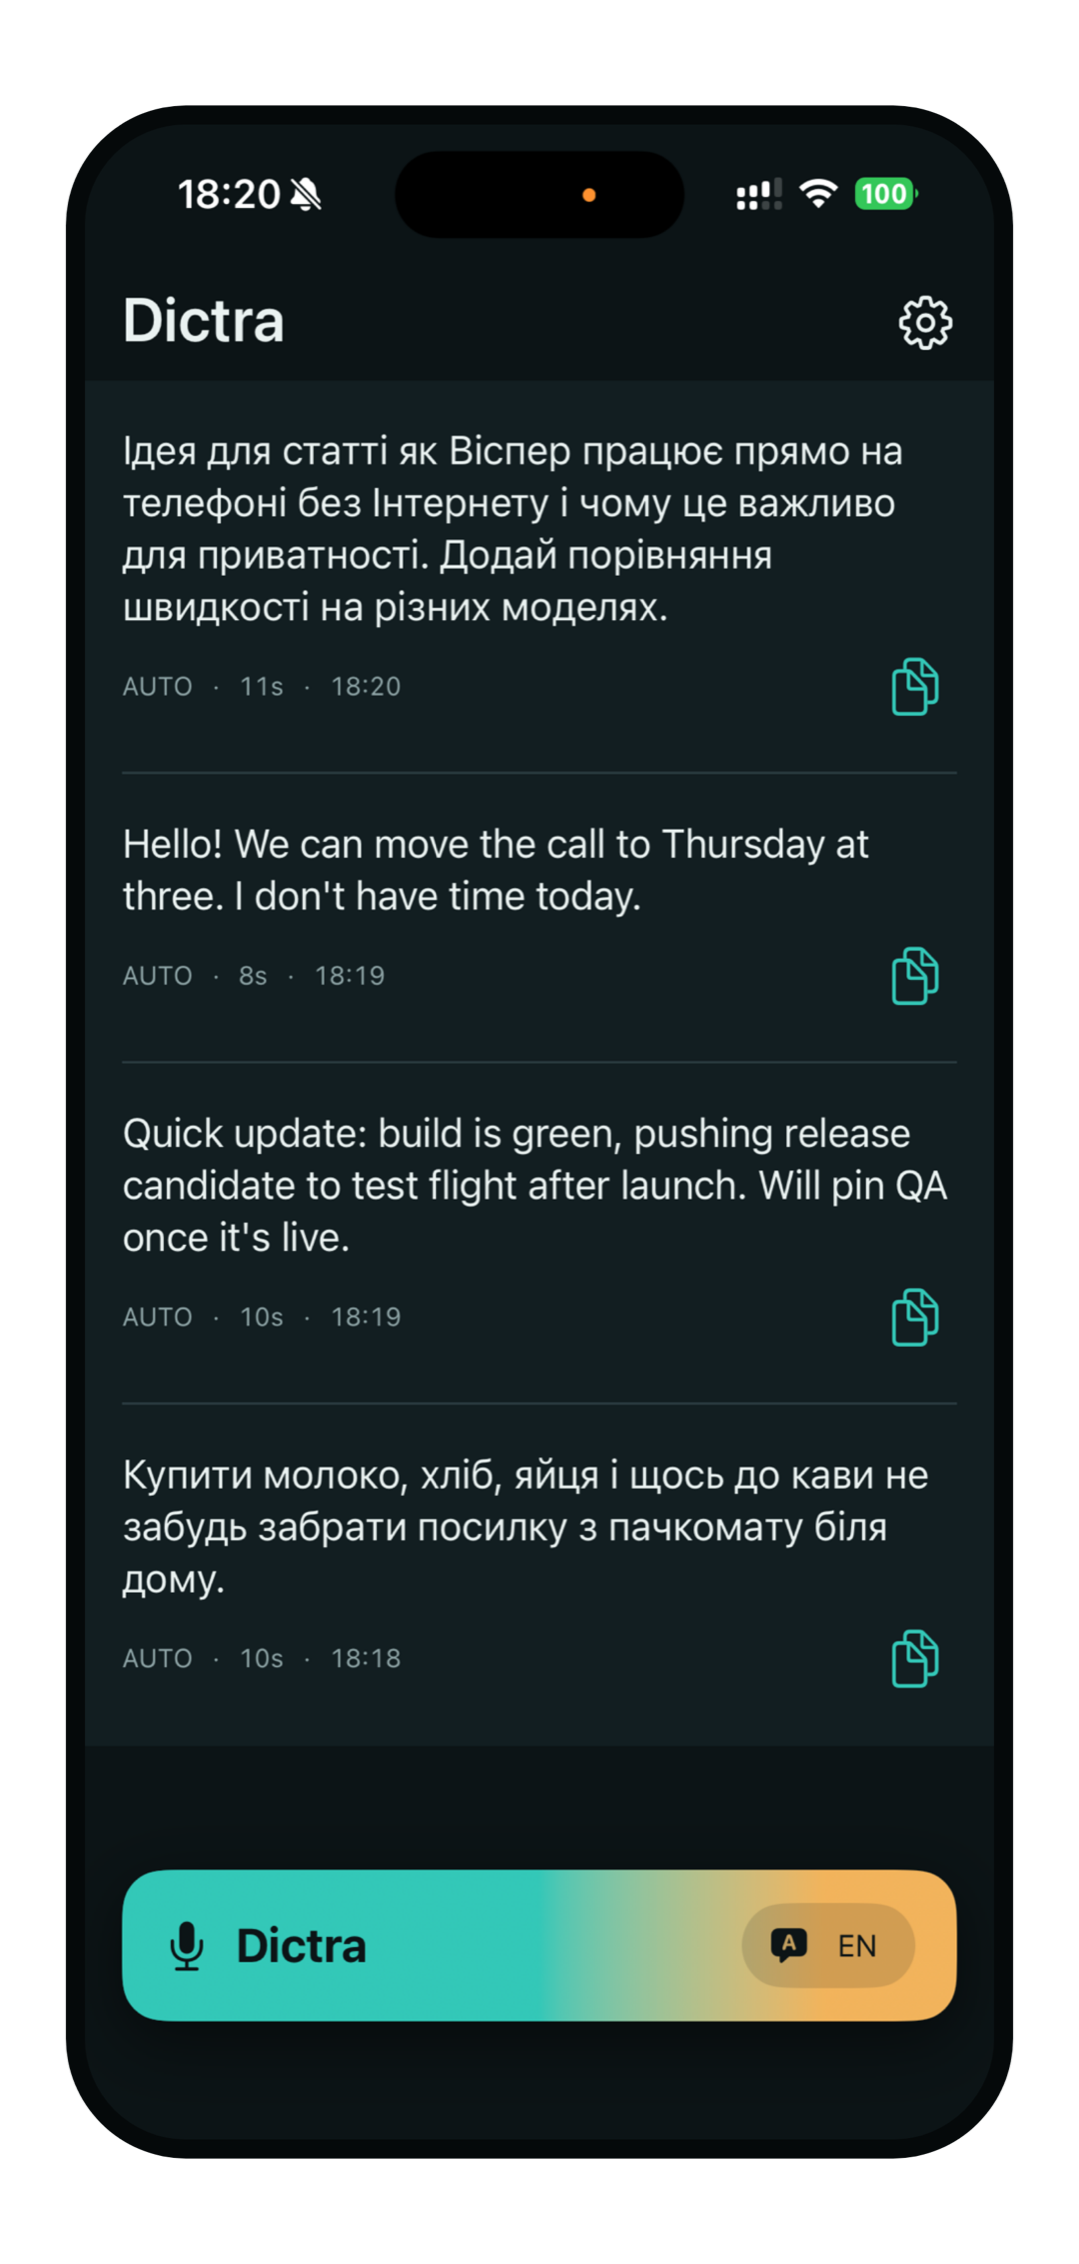 18:20
100
Dictra
Ідея для статті як Віспер працює прямо на
телефоні без Інтернету і чому це важливо
для приватності. Додай порівняння
швидкості на різних моделях.
AUTO · 11s · 18:20
Hello! We can move the call to Thursday at
three. I don't have time today.
AUTO · 8s · 18:19
Quick update: build is green, pushing release
candidate to test flight after launch. Will pin QA
once it's live.
AUTO · 10s · 18:19
Купити молоко, хліб, яйця і щось до кави не
забудь забрати посилку з пачкомату біля
дому.
AUTO · 10s · 18:18
Dictra
A EN